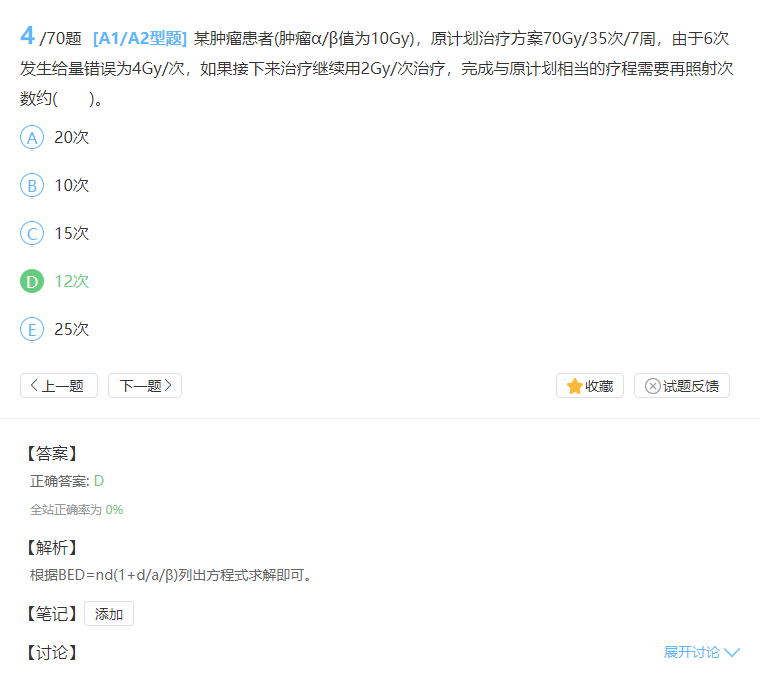 4 /70题 [A1/A2型题] 某肿瘤患者(肿瘤α/β值为10Gy)，原计划治疗方案70Gy/35次/7周，由于6次
发生给量错误为4Gy/次，如果接下来治疗继续用2Gy/次治疗，完成与原计划相当的疗程需要再照射次
数约(　　)。
A 20次
B 10次
C 15次
D 12次
E 25次
上一题 下一题 收藏 试题反馈
【答案】
正确答案: D
全站正确率为 0%
【解析】
根据BED=nd(1+d/a/β)列出方程式求解即可。
【笔记】 添加
【讨论】 展开讨论